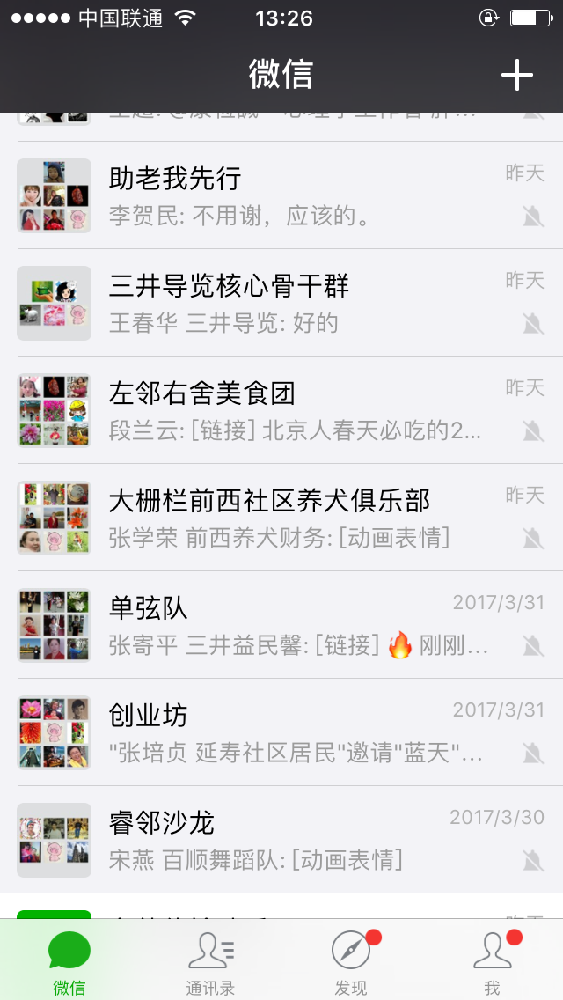 中国联通
13:26
微信
助老我先行
昨天
李贺民: 不用谢，应该的。
三井导览核心骨干群
昨天
王春华 三井导览: 好的
左邻右舍美食团
昨天
段兰云: [链接] 北京人春天必吃的2...
大栅栏前西社区养犬俱乐部
昨天
张学荣 前西养犬财务: [动画表情]
单弦队
2017/3/31
张寄平 三井益民馨: [链接] 🔥 刚刚...
创业坊
2017/3/31
"张培贞 延寿社区居民"邀请"蓝天"...
睿邻沙龙
2017/3/30
宋燕 百顺舞蹈队: [动画表情]
微信
通讯录
发现
我